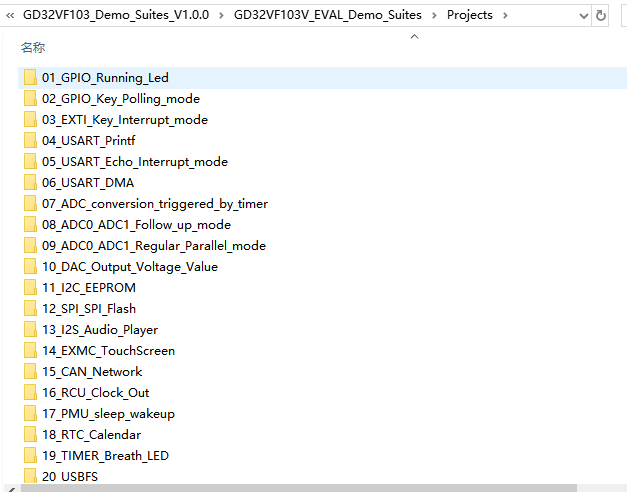 « GD32VF103_Demo_Suites_V1.0.0 > GD32VF103V_EVAL_Demo_Suites > Projects >
名称
01_GPIO_Running_Led
02_GPIO_Key_Polling_mode
03_EXTI_Key_Interrupt_mode
04_USART_Printf
05_USART_Echo_Interrupt_mode
06_USART_DMA
07_ADC_conversion_triggered_by_timer
08_ADC0_ADC1_Follow_up_mode
09_ADC0_ADC1_Regular_Parallel_mode
10_DAC_Output_Voltage_Value
11_I2C_EEPROM
12_SPI_SPI_Flash
13_I2S_Audio_Player
14_EXMC_TouchScreen
15_CAN_Network
16_RCU_Clock_Out
17_PMU_sleep_wakeup
18_RTC_Calendar
19_TIMER_Breath_LED
20_USBFS